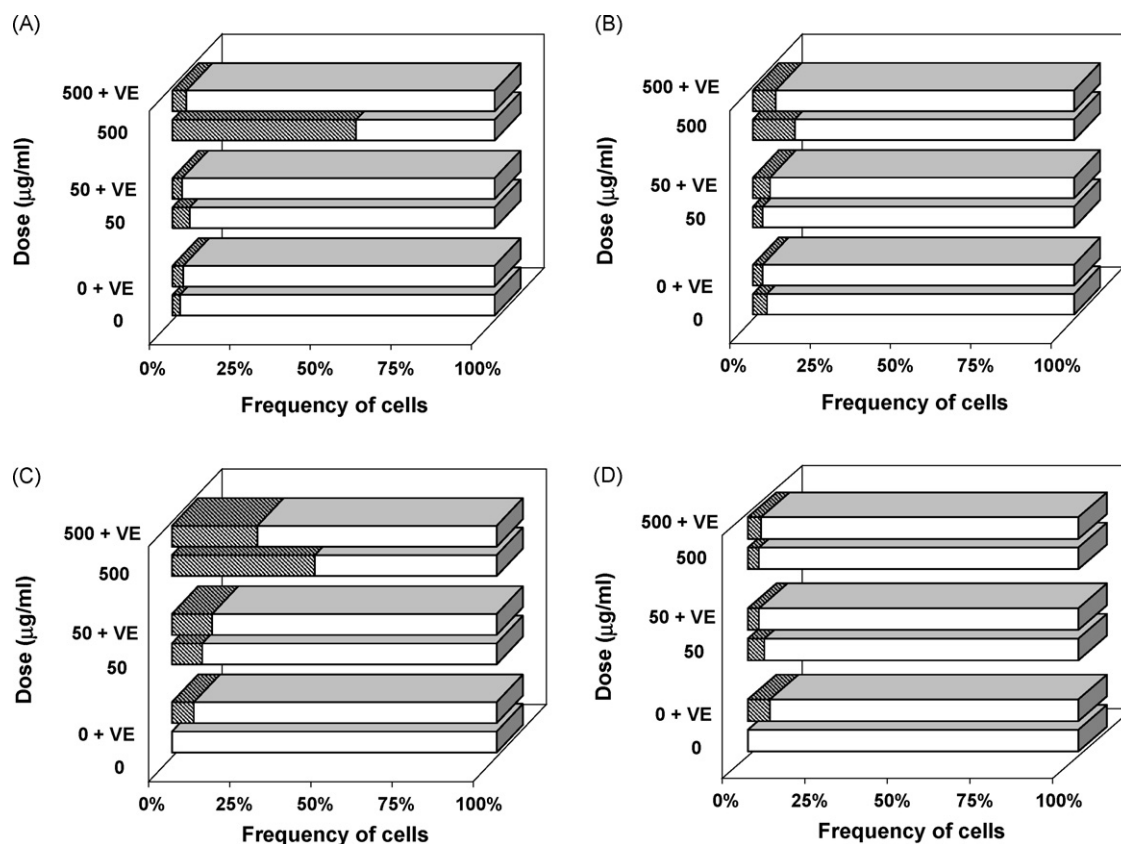 (A)
500 + VE
500
50 + VE
50
0 + VE
0
Dose (μg/ml)
0% 25% 50% 75% 100%
Frequency of cells
(B)
500 + VE
500
50 + VE
50
0 + VE
0
Dose (μg/ml)
0% 25% 50% 75% 100%
Frequency of cells
(C)
500 + VE
500
50 + VE
50
0 + VE
0
Dose (μg/ml)
0% 25% 50% 75% 100%
Frequency of cells
(D)
500 + VE
500
50 + VE
50
0 + VE
0
Dose (μg/ml)
0% 25% 50% 75% 100%
Frequency of cells